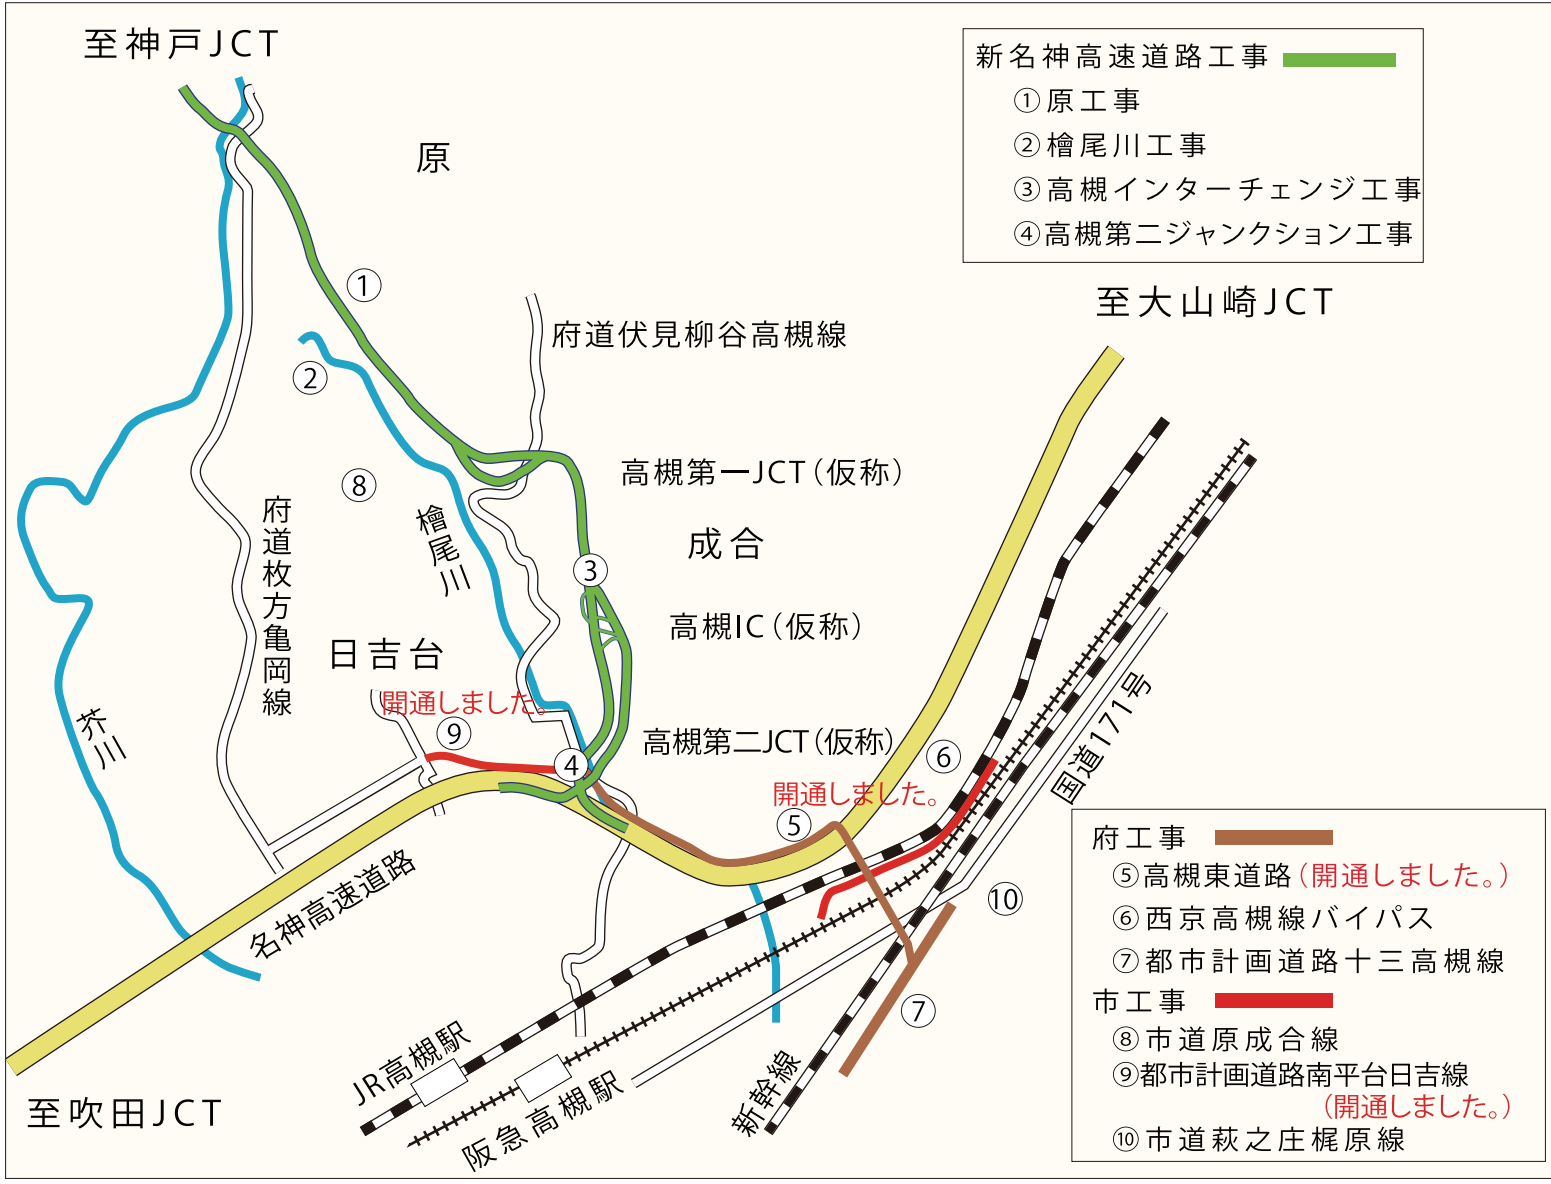 至神戸JCT
新名神高速道路工事
①原工事
②檜尾川工事
③高槻インターチェンジ工事
④高槻第二ジャンクション工事
原
①
至大山崎JCT
府道伏見柳谷高槻線
②
高槻第一JCT(仮称)
⑧
府道枚方亀岡線
檜尾川
成合
③
高槻IC(仮称)
日吉台
開通しました。
⑨
芥川
高槻第二JCT(仮称)
④
⑥
国道171号
開通しました。
⑤
名神高速道路
⑩
⑦
JR高槻駅
阪急高槻駅
新幹線
至吹田JCT
府工事
⑤高槻東道路(開通しました。)
⑥西京高槻線バイパス
⑦都市計画道路十三高槻線
市工事
⑧市道原成合線
⑨都市計画道路南平台日吉線
(開通しました。)
⑩市道萩之庄梶原線